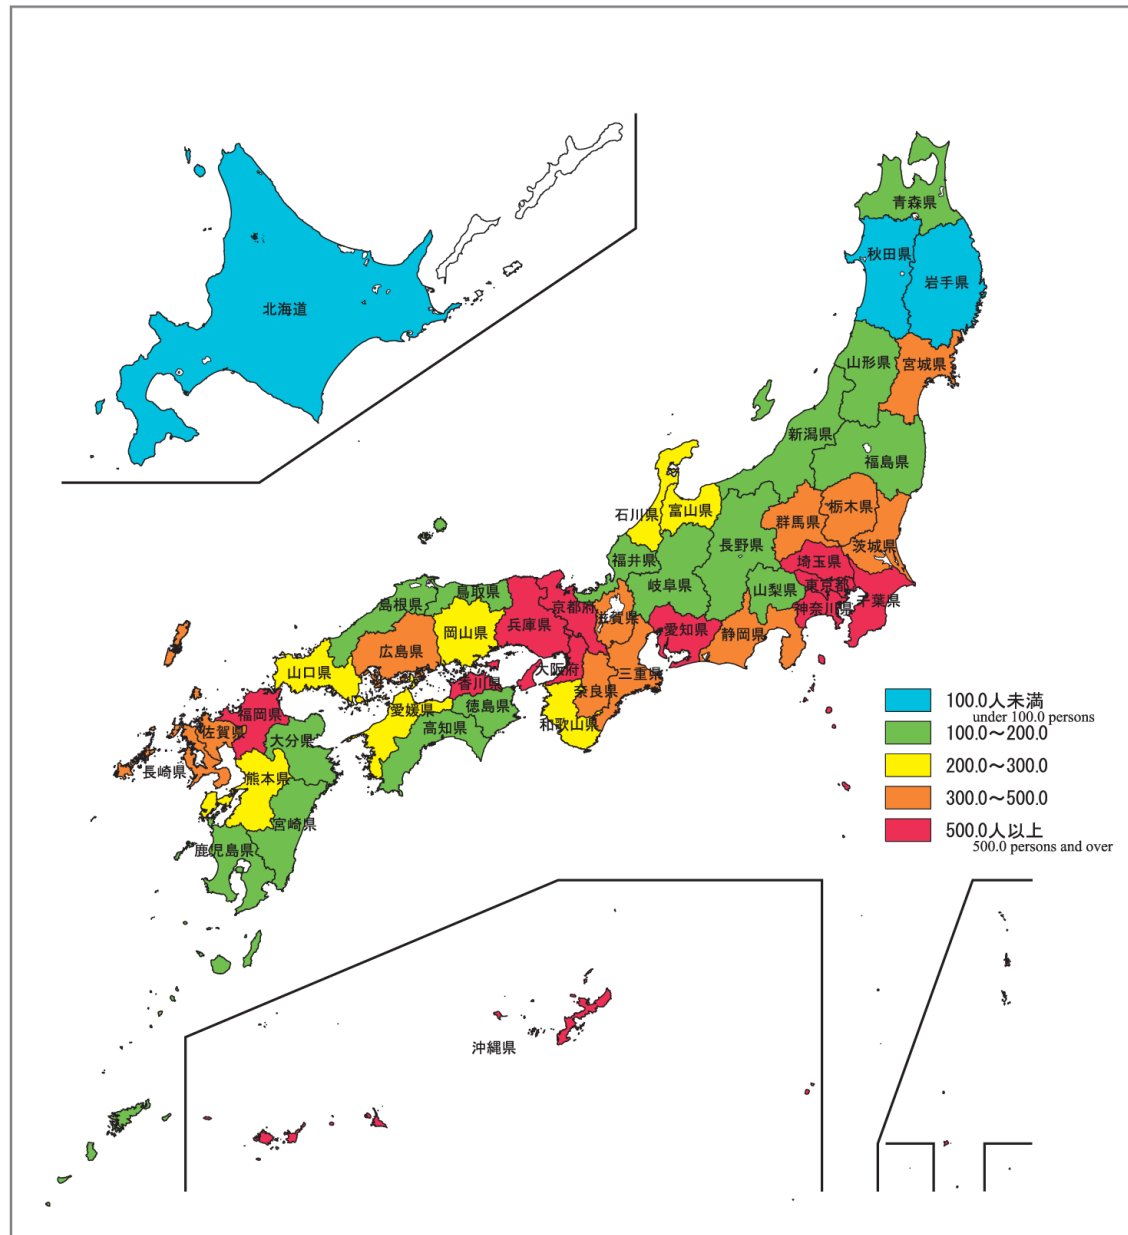 青森県
秋田県
岩手県
北海道
山形県
宮城県
新潟県
福島県
石川県
富山県
群馬県
栃木県
長野県
茨城県
福井県
埼玉県
岐阜県
山梨県
東京都
鳥取県
島根県
京都府
滋賀県
神奈川県
千葉県
兵庫県
愛知県
静岡県
岡山県
広島県
大阪府
山口県
三重県
香川県
奈良県
愛媛県
徳島県
福岡県
高知県
和歌山県
佐賀県
大分県
長崎県
熊本県
宮崎県
鹿児島県
沖縄県
100.0人未満
under 100.0 persons
100.0～200.0
200.0～300.0
300.0～500.0
500.0人以上
500.0 persons and over